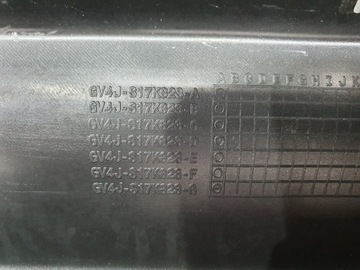 A B C D E F G H I J K
GV4J-S17K823-A
GV4J-S17K823-B
GV4J-S17K823-C
GV4J-S17K823-D
GV4J-S17K823-E
GV4J-S17K823-F
GV4J-S17K823-G